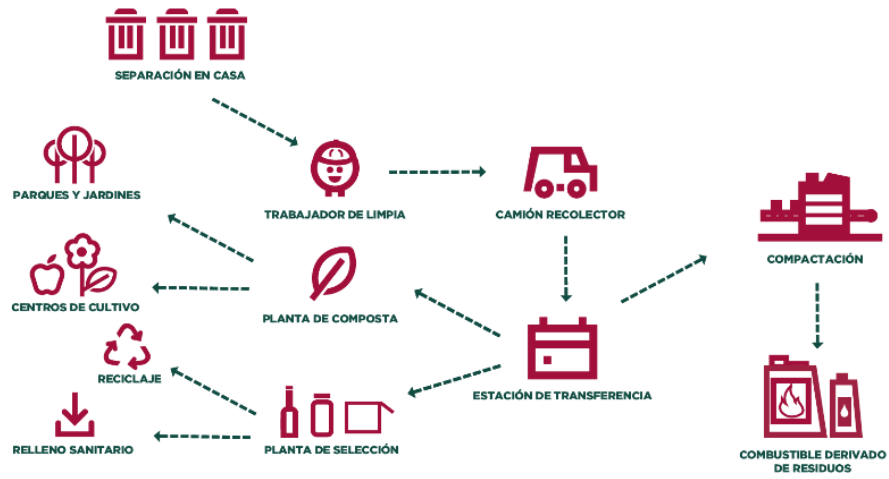 SEPARACIÓN EN CASA
PARQUES Y JARDINES
TRABAJADOR DE LIMPIA
CAMIÓN RECOLECTOR
COMPACTACIÓN
CENTROS DE CULTIVO
PLANTA DE COMPOSTA
RECICLAJE
ESTACIÓN DE TRANSFERENCIA
RELLENO SANITARIO
PLANTA DE SELECCIÓN
COMBUSTIBLE DERIVADO
DE RESIDUOS